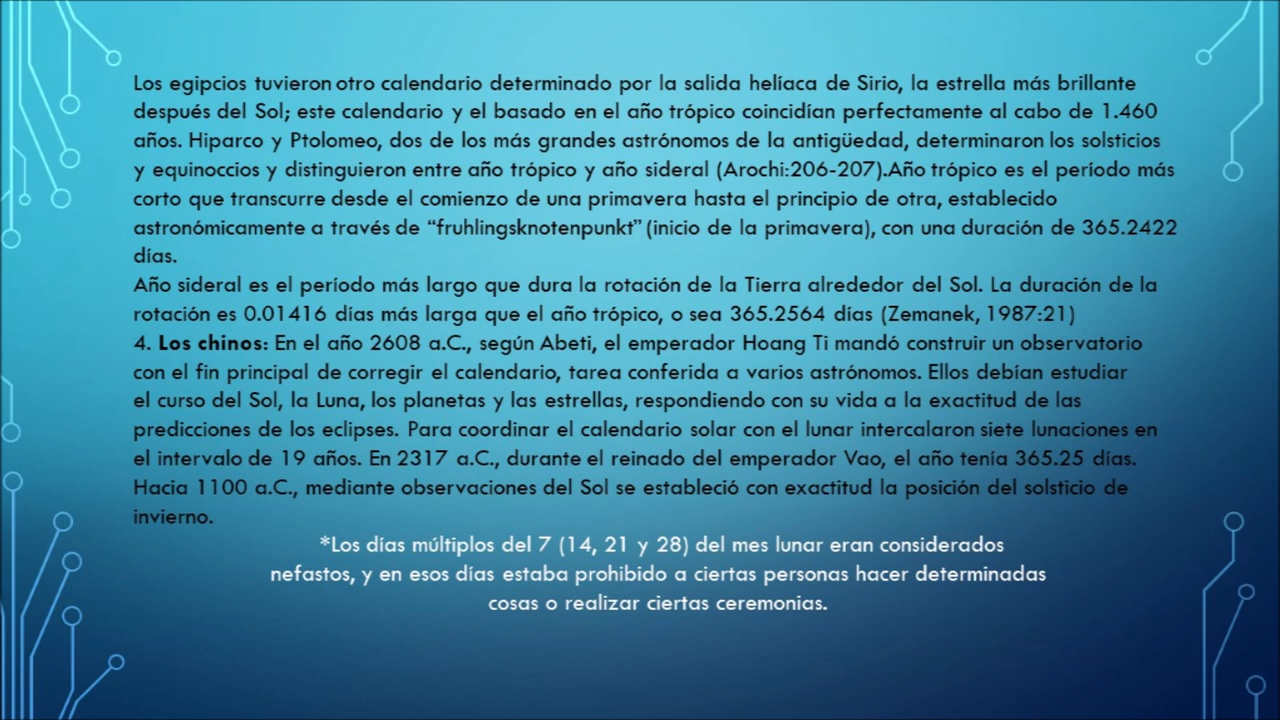 Los egipcios tuvieron otro calendario determinado por la salida helíaca de Sirio, la estrella más brillante
después del Sol; este calendario y el basado en el año trópico coincidían perfectamente al cabo de 1.460
años. Hiparco y Ptolomeo, dos de los más grandes astrónomos de la antigüedad, determinaron los solsticios
y equinoccios y distinguieron entre año trópico y año sideral (Arochi:206-207).Año trópico es el período más
corto que transcurre desde el comienzo de una primavera hasta el principio de otra, establecido
astronómicamente a través de “fruhlingsknotenpunkt” (inicio de la primavera), con una duración de 365.2422
días.
Año sideral es el período más largo que dura la rotación de la Tierra alrededor del Sol. La duración de la
rotación es 0.01416 días más larga que el año trópico, o sea 365.2564 días (Zemanek, 1987:21)
4. Los chinos: En el año 2608 a.C., según Abeti, el emperador Hoang Ti mandó construir un observatorio
con el fin principal de corregir el calendario, tarea conferida a varios astrónomos. Ellos debían estudiar
el curso del Sol, la Luna, los planetas y las estrellas, respondiendo con su vida a la exactitud de las
predicciones de los eclipses. Para coordinar el calendario solar con el lunar intercalaron siete lunaciones en
el intervalo de 19 años. En 2317 a.C., durante el reinado del emperador Vao, el año tenía 365.25 días.
Hacia 1100 a.C., mediante observaciones del Sol se estableció con exactitud la posición del solsticio de
invierno.
*Los días múltiplos del 7 (14, 21 y 28) del mes lunar eran considerados
nefastos, y en esos días estaba prohibido a ciertas personas hacer determinadas
cosas o realizar ciertas ceremonias.